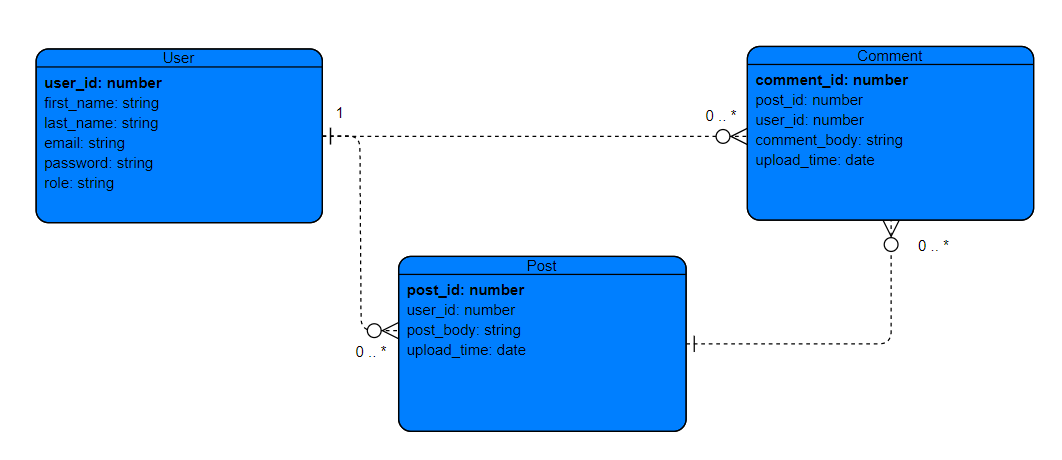 User
user_id: number
first_name: string
last_name: string
email: string
password: string
role: string
1
0 .. *
Comment
comment_id: number
post_id: number
user_id: number
comment_body: string
upload_time: date
0 .. *
Post
post_id: number
user_id: number
post_body: string
upload_time: date
0 .. *